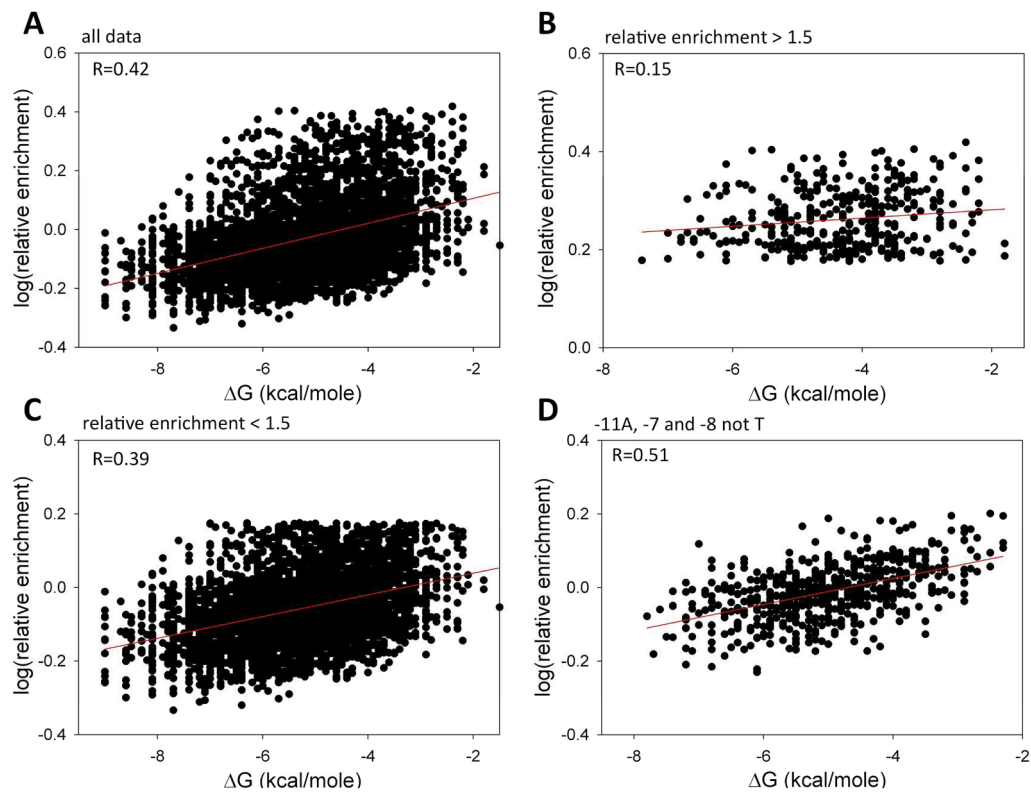 A
all data
R=0.42
log(relative enrichment)
0.6
0.4
0.2
0.0
-0.2
-0.4
-8
-6
-4
-2
ΔG (kcal/mole)
B
relative enrichment > 1.5
R=0.15
log(relative enrichment)
0.6
0.4
0.2
0.0
-8
-6
-4
-2
ΔG (kcal/mole)
C
relative enrichment < 1.5
R=0.39
log(relative enrichment)
0.4
0.2
0.0
-0.2
-0.4
-8
-6
-4
-2
ΔG (kcal/mole)
D
-11A, -7 and -8 not T
R=0.51
log(relative enrichment)
0.4
0.2
0.0
-0.2
-0.4
-8
-6
-4
-2
ΔG (kcal/mole)